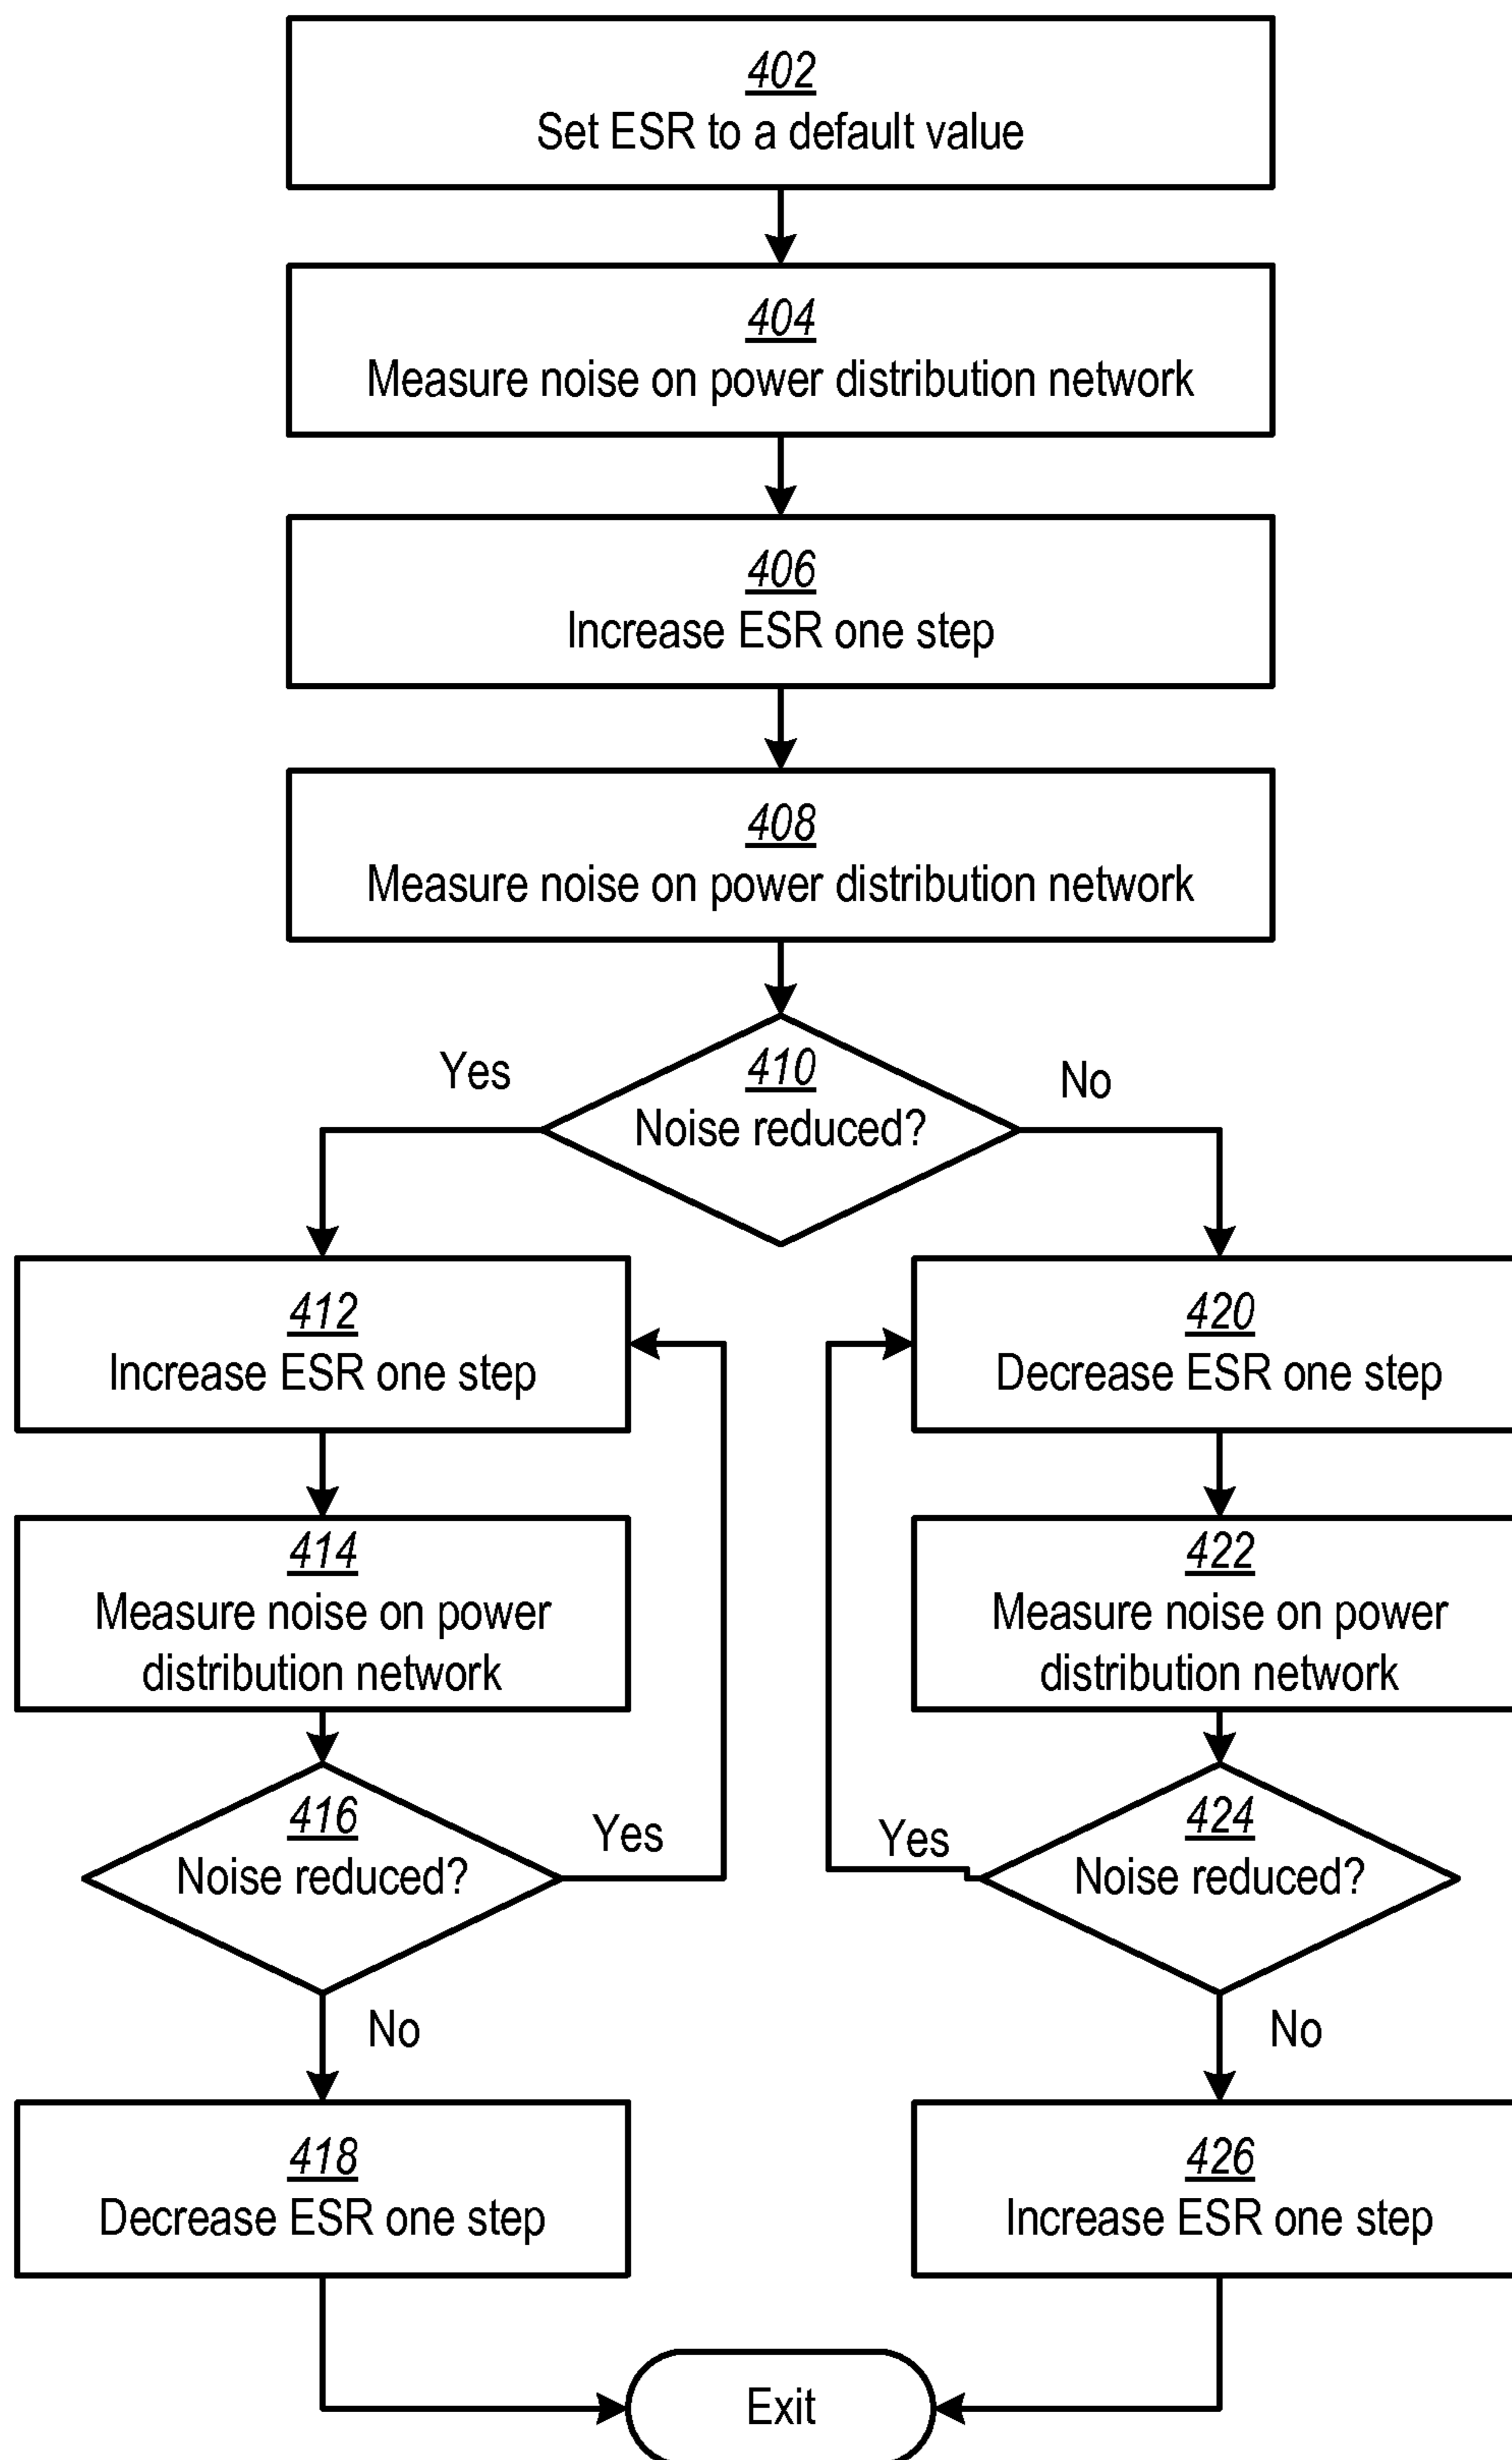 402
Set ESR to a default value
404
Measure noise on power distribution network
406
Increase ESR one step
408
Measure noise on power distribution network
410
Noise reduced?
Yes
No
412
Increase ESR one step
414
Measure noise on power
distribution network
416
Noise reduced?
Yes
No
418
Decrease ESR one step
420
Decrease ESR one step
422
Measure noise on power
distribution network
424
Noise reduced?
Yes
No
426
Increase ESR one step
Exit